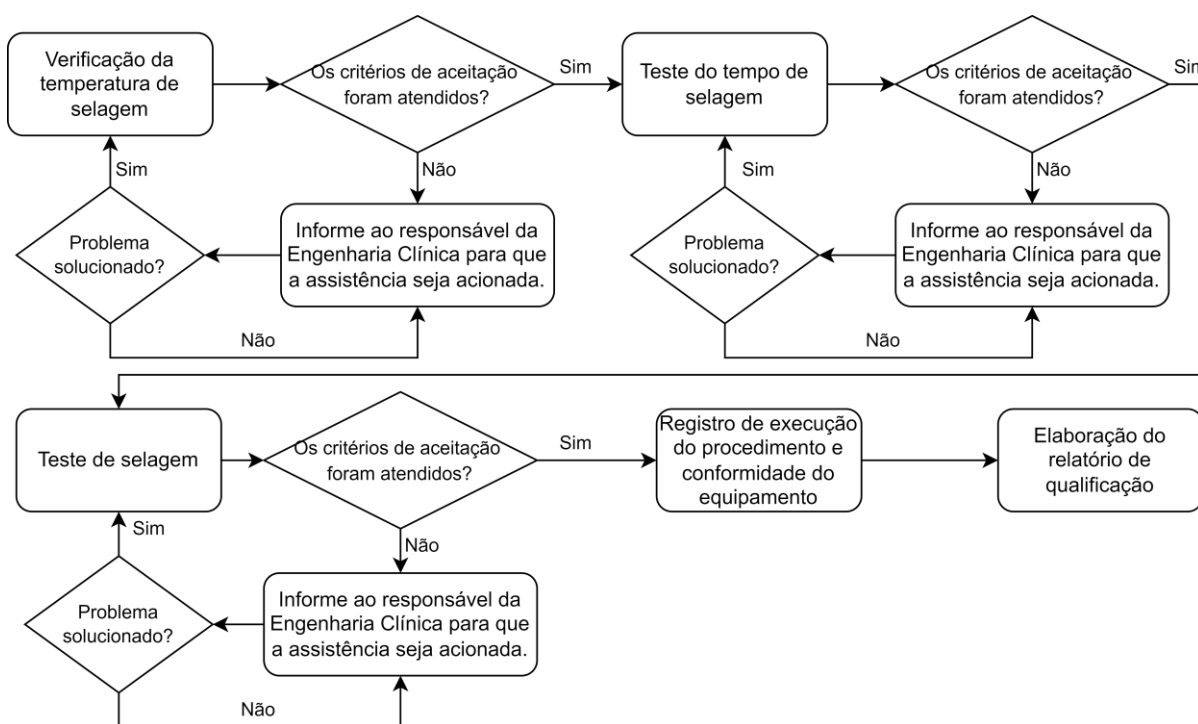 Verificação da
temperatura de
selagem
Os critérios de aceitação
foram atendidos?
Sim
Teste do tempo de
selagem
Os critérios de aceitação
foram atendidos?
Sim
Sim
Não
Sim
Não
Problema
solucionado?
Informe ao responsável da
Engenharia Clínica para que
a assistência seja acionada.
Problema
solucionado?
Informe ao responsável da
Engenharia Clínica para que
a assistência seja acionada.
Não
Não
Teste de selagem
Os critérios de aceitação
foram atendidos?
Sim
Registro de execução
do procedimento e
conformidade do
equipamento
Elaboração do
relatório de
qualificação
Sim
Não
Problema
solucionado?
Informe ao responsável da
Engenharia Clínica para que
a assistência seja acionada.
Não